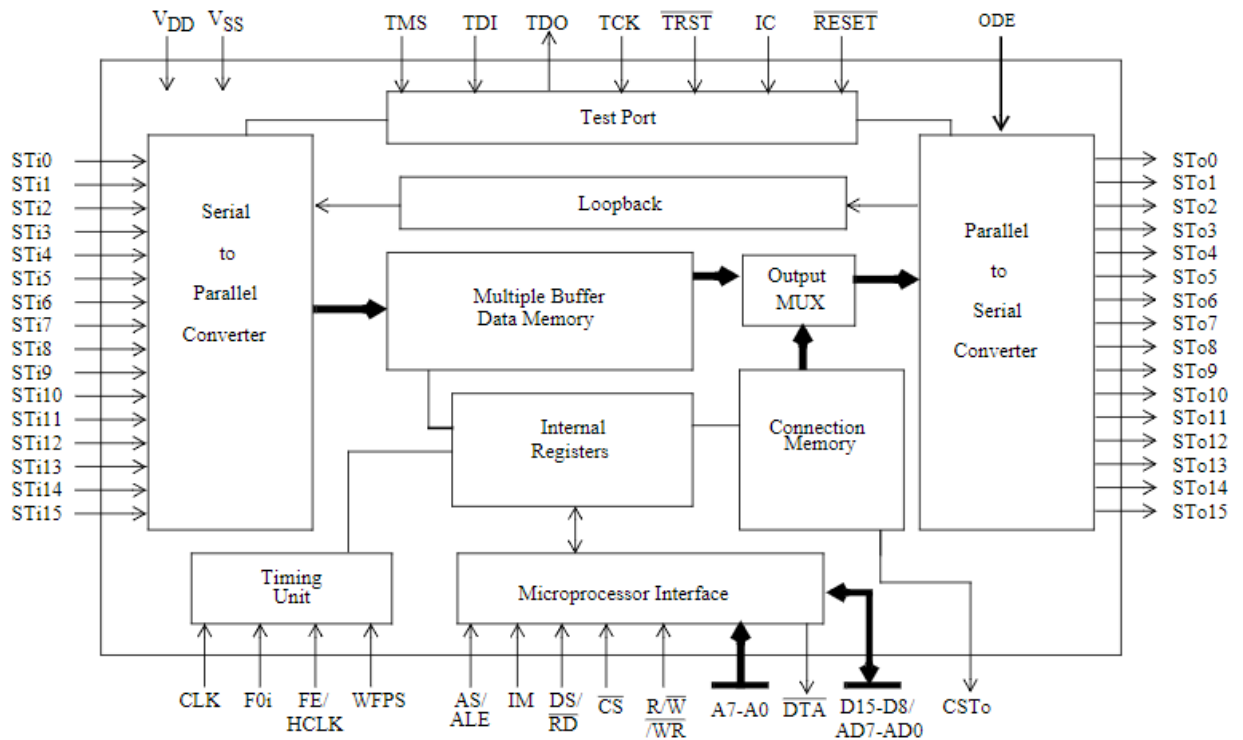 VDD VSS TMS TDI TDO TCK TRST IC RESET ODE
Test Port
STi0
STi1
STi2
STi3
STi4
STi5
STi6
STi7
STi8
STi9
STi10
STi11
STi12
STi13
STi14
STi15
Serial
to
Parallel
Converter
Loopback
Multiple Buffer
Data Memory
Output
MUX
Internal
Registers
Connection
Memory
Parallel
to
Serial
Converter
STo0
STo1
STo2
STo3
STo4
STo5
STo6
STo7
STo8
STo9
STo10
STo11
STo12
STo13
STo14
STo15
Timing
Unit
Microprocessor Interface
CLK
F0i
FE/
HCLK
WFPS
AS/
ALE
IM
DS/
RD
CS
R/W
/WR
A7-A0
DTA
D15-D8/
AD7-AD0
CSTo